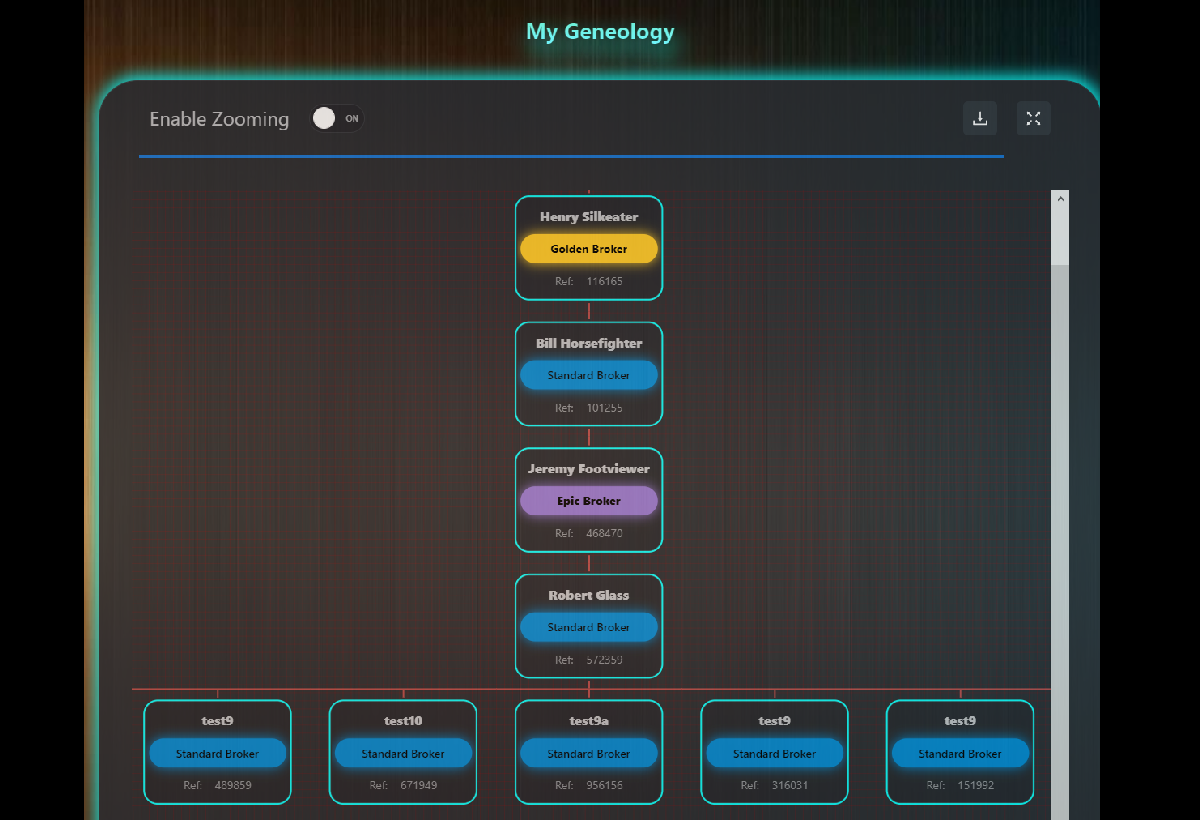 My Geneology
Enable Zooming ON
Henry Silkeater
Golden Broker
Ref: 116165
Bill Horsefighter
Standard Broker
Ref: 101255
Jeremy Footviewer
Epic Broker
Ref: 468470
Robert Glass
Standard Broker
Ref: 572359
test9
Standard Broker
Ref: 489859
test10
Standard Broker
Ref: 671949
test9a
Standard Broker
Ref: 956156
test9
Standard Broker
Ref: 316031
test9
Standard Broker
Ref: 151992